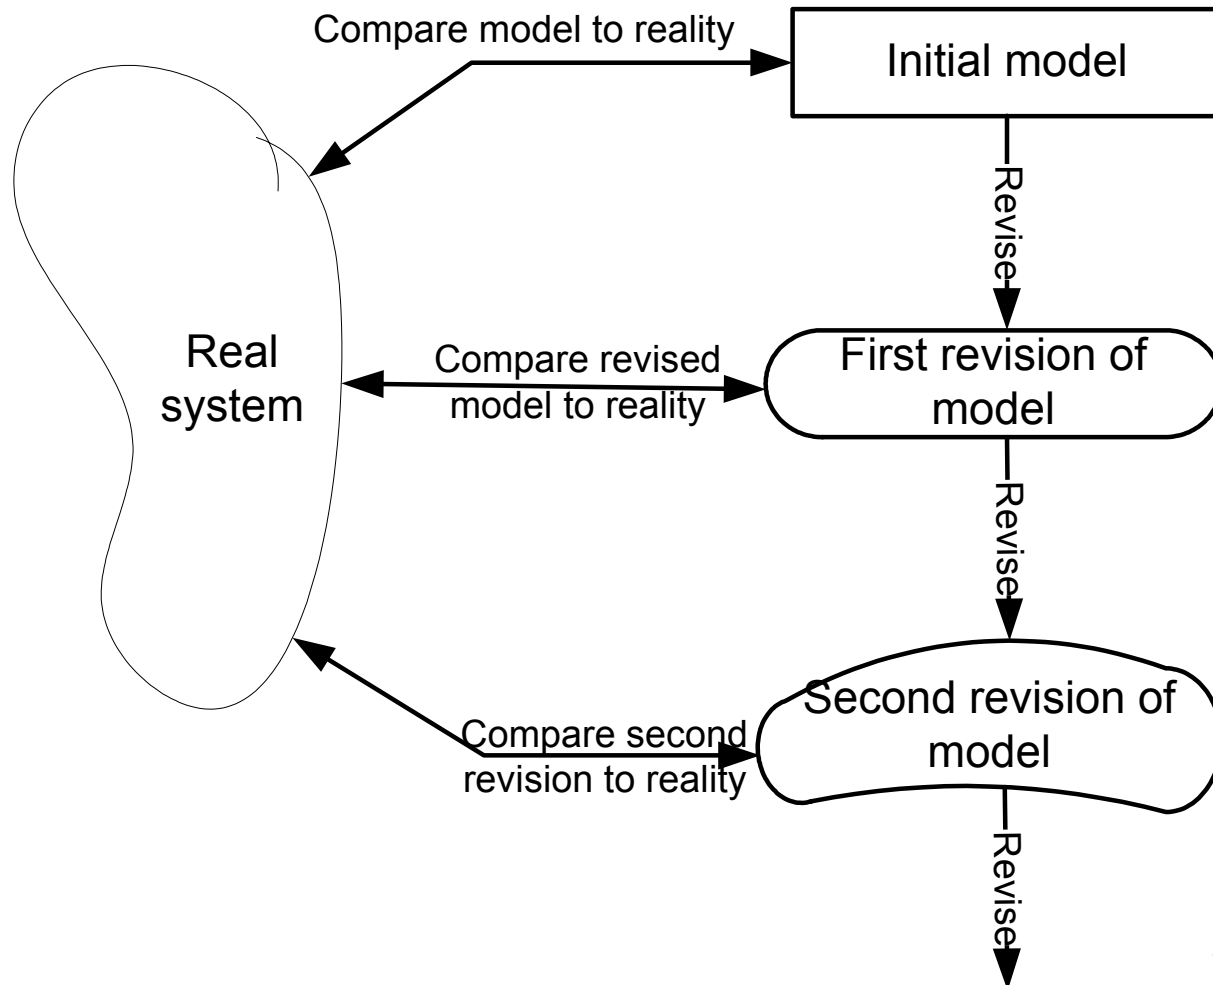 Compare model to reality
Initial model
Revise
Real
system
Compare revised
model to reality
First revision of
model
Revise
Compare second
revision to reality
Second revision of
model
Revise